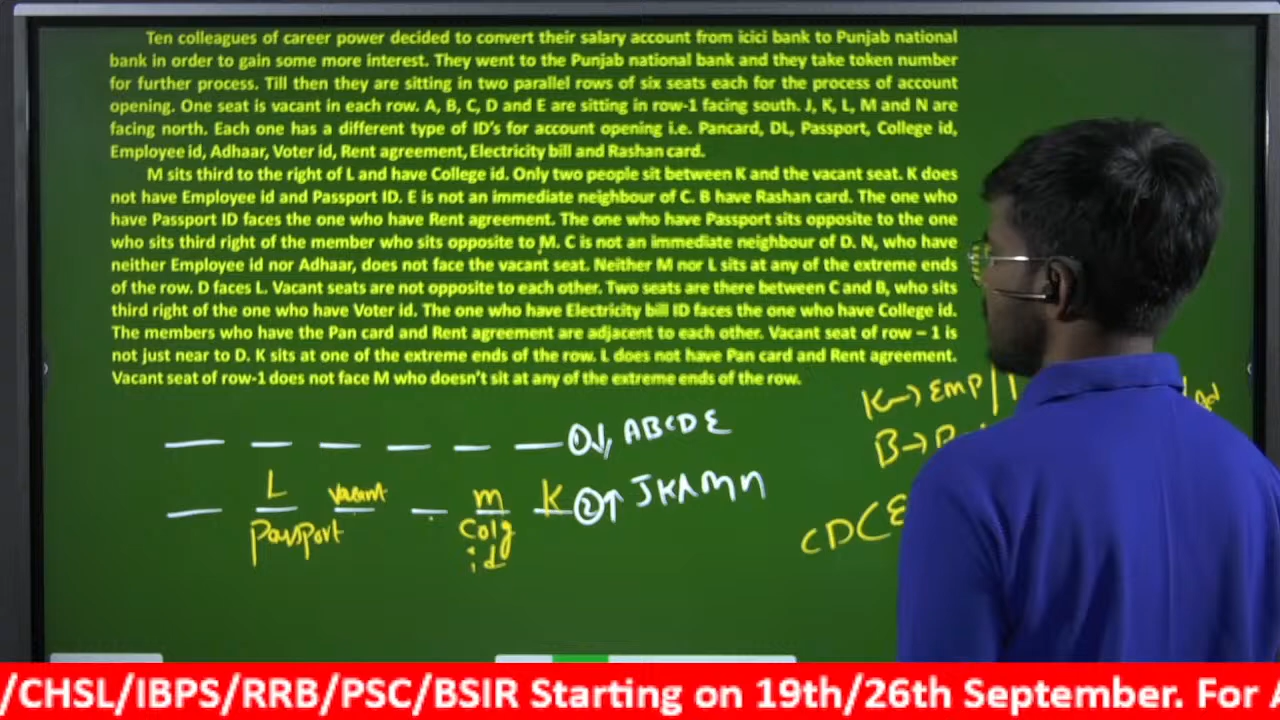 Ten colleagues of career power decided to convert their salary account from icici bank to Punjab national
bank in order to gain some more interest. They went to the Punjab national bank and they take token number
for further process. Till then they are sitting in two parallel rows of six seats each for the process of account
opening. One seat is vacant in each row. A, B, C, D and E are sitting in row-1 facing south. J, K, L, M and N are
facing north. Each one has a different type of ID's for account opening i.e. Pancard, DL, Passport, College id,
Employee id, Adhaar, Voter id, Rent agreement, Electricity bill and Rashan card.
M sits third to the right of L and have College id. Only two people sit between K and the vacant seat. K does
not have Employee id and Passport ID. E is not an immediate neighbour of C. B have Rashan card. The one who
have Passport ID faces the one who have Rent agreement. The one who have Passport sits opposite to the one
who sits third right of the member who sits opposite to M. C is not an immediate neighbour of D. N, who have
neither Employee id nor Adhaar, does not face the vacant seat. Neither M nor L sits at any of the extreme ends
of the row. D faces L. Vacant seats are not opposite to each other. Two seats are there between C and B, who sits
third right of the one who have Voter id. The one who have Electricity bill ID faces the one who have College id.
The members who have the Pan card and Rent agreement are adjacent to each other. Vacant seat of row – 1 is
not just near to D. K sits at one of the extreme ends of the row. L does not have Pan card and Rent agreement.
Vacant seat of row-1 does not face M who doesn't sit at any of the extreme ends of the row.
K→ Emp/
B→
① ↓, ABCDE
L vacant m K ② ↑ JKLMN
Passport Colg
id
CDCE
/CHSL/IBPS/RRB/PSC/BSIR Starting on 19th/26th September. For